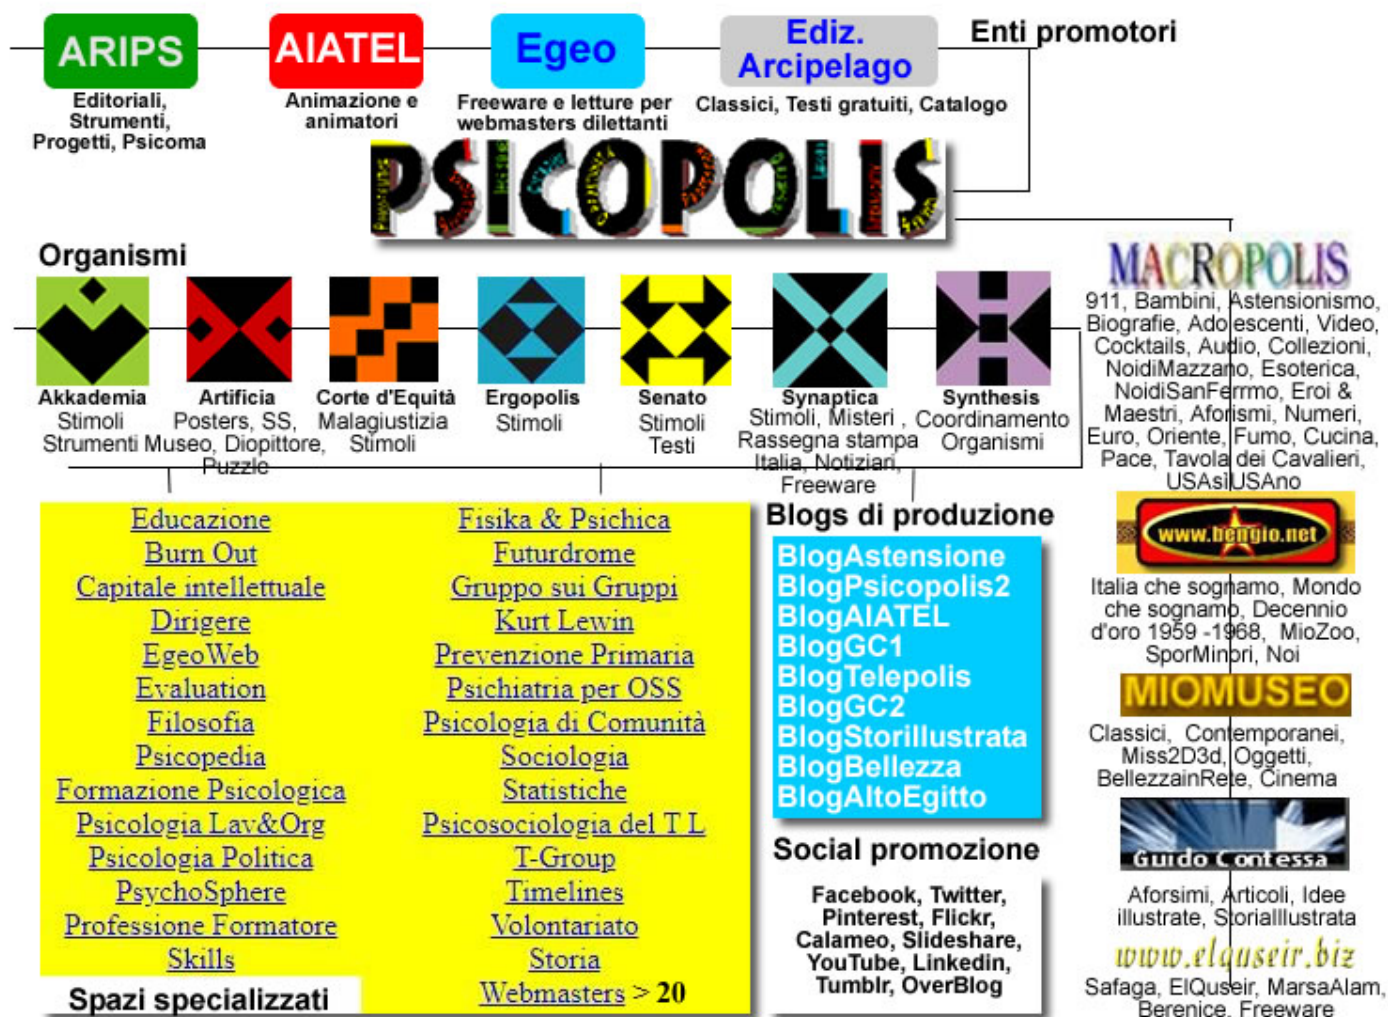 ARIPS
AIATEL
Egeo
Ediz.
Arcipelago
Enti promotori
Editoriali,
Strumenti,
Progetti, Psicoma
Animazione e
animatori
Freeware e letture per
webmasters dilettanti
Classici, Testi gratuiti, Catalogo
PSICOPOLIS
Organismi
Akkademia
Stimoli
Strumenti
Artificia
Posters, SS,
Museo, Diopittore,
Puzzle
Corte d'Equità
Malagiustizia
Stimoli
Ergopolis
Stimoli
Senato
Stimoli
Testi
Synaptica
Stimoli, Misteri ,
Rassegna stampa
Italia, Notiziari,
Freeware
Synthesis
Coordinamento
Organismi
Educazione
Burn Out
Capitale intellettuale
Dirigere
EgeoWeb
Evaluation
Filosofia
Psicopedia
Formazione Psicologica
Psicologia Lav&Org
Psicologia Politica
PsychoSphere
Professione Formatore
Skills
Spazi specializzati
Fisika & Psichica
Futurdrome
Gruppo sui Gruppi
Kurt Lewin
Prevenzione Primaria
Psichiatria per OSS
Psicologia di Comunità
Sociologia
Statistiche
Psicosociologia del T L
T-Group
Timelines
Volontariato
Storia
Webmasters > 20
Blogs di produzione
BlogAstensione
BlogPsicopolis2
BlogAIATEL
BlogGC1
BlogTelepolis
BlogGC2
BlogStorillustrata
BlogBellezza
BlogAltoEgitto
Social promozione
Facebook, Twitter,
Pinterest, Flickr,
Calameo, Slideshare,
YouTube, Linkedin,
Tumblr, OverBlog
MACROPOLIS
911, Bambini, Astensionismo,
Biografie, Adolescenti, Video,
Cocktails, Audio, Collezioni,
NoidiMazzano, Esoterica,
NoidiSanFerrmo, Eroi &
Maestri, Aforismi, Numeri,
Euro, Oriente, Fumo, Cucina,
Pace, Tavola dei Cavalieri,
USAsìUSAno
www.bengio.net
Italia che sognamo, Mondo
che sognamo, Decennio
d'oro 1959 -1968, MioZoo,
SporMinori, Noi
MIOMUSEO
Classici, Contemporanei,
Miss2D3d, Oggetti,
BellezzainRete, Cinema
Guido Contessa
Aforsimi, Articoli, Idee
illustrate, StoriaIllustrata
www.elquseir.biz
Safaga, ElQuseir, MarsaAlam,
Berenice, Freeware